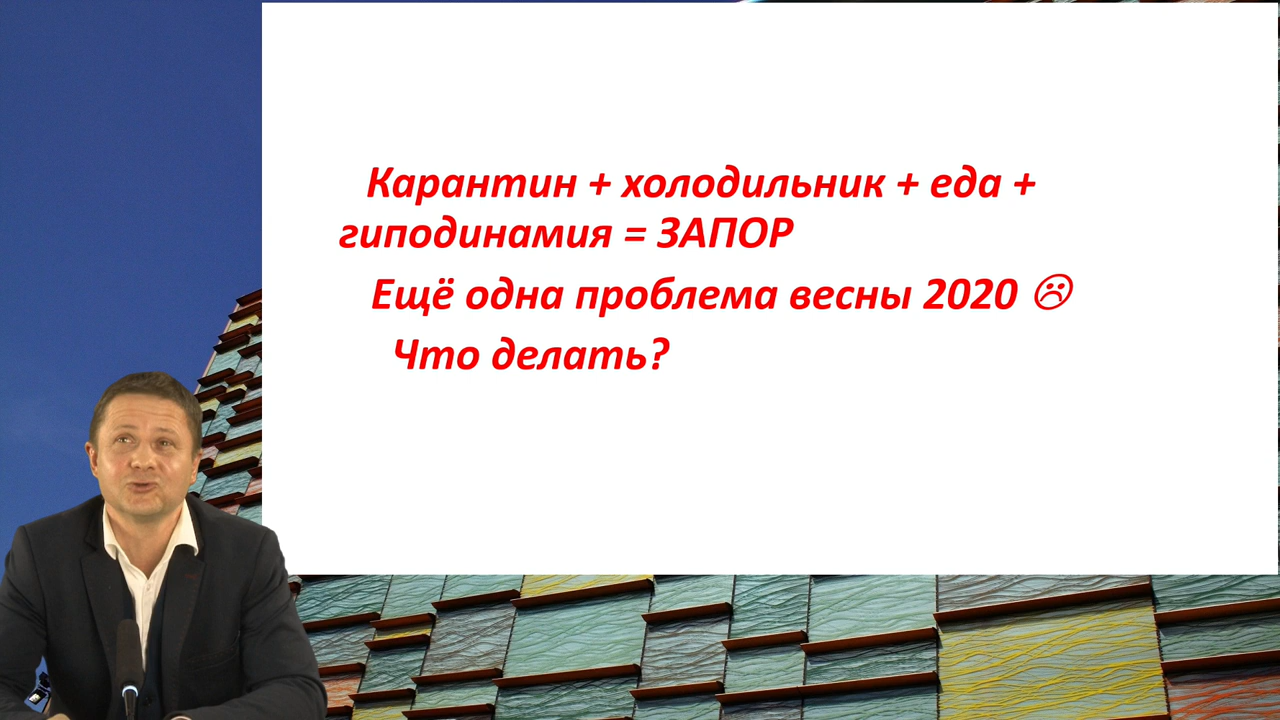 Карантин + холодильник + еда +
гиподинамия = ЗАПОР
Ещё одна проблема весны 2020 ☹
Что делать?